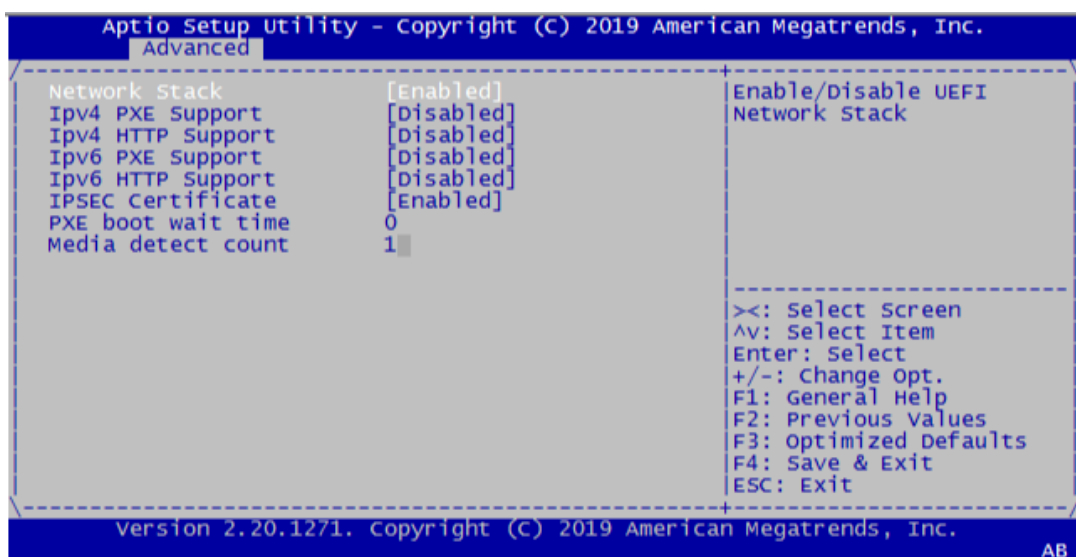 Aptio Setup Utility – Copyright (C) 2019 American Megatrends, Inc.
Advanced
Network Stack [Enabled]
Ipv4 PXE Support [Disabled]
Ipv4 HTTP Support [Disabled]
Ipv6 PXE Support [Disabled]
Ipv6 HTTP Support [Disabled]
IPSEC Certificate [Enabled]
PXE boot wait time 0
Media detect count 1
Enable/Disable UEFI
Network Stack
><: Select Screen
^v: Select Item
Enter: Select
+/-: Change Opt.
F1: General Help
F2: Previous Values
F3: Optimized Defaults
F4: Save & Exit
ESC: Exit
Version 2.20.1271. Copyright (C) 2019 American Megatrends, Inc.
AB